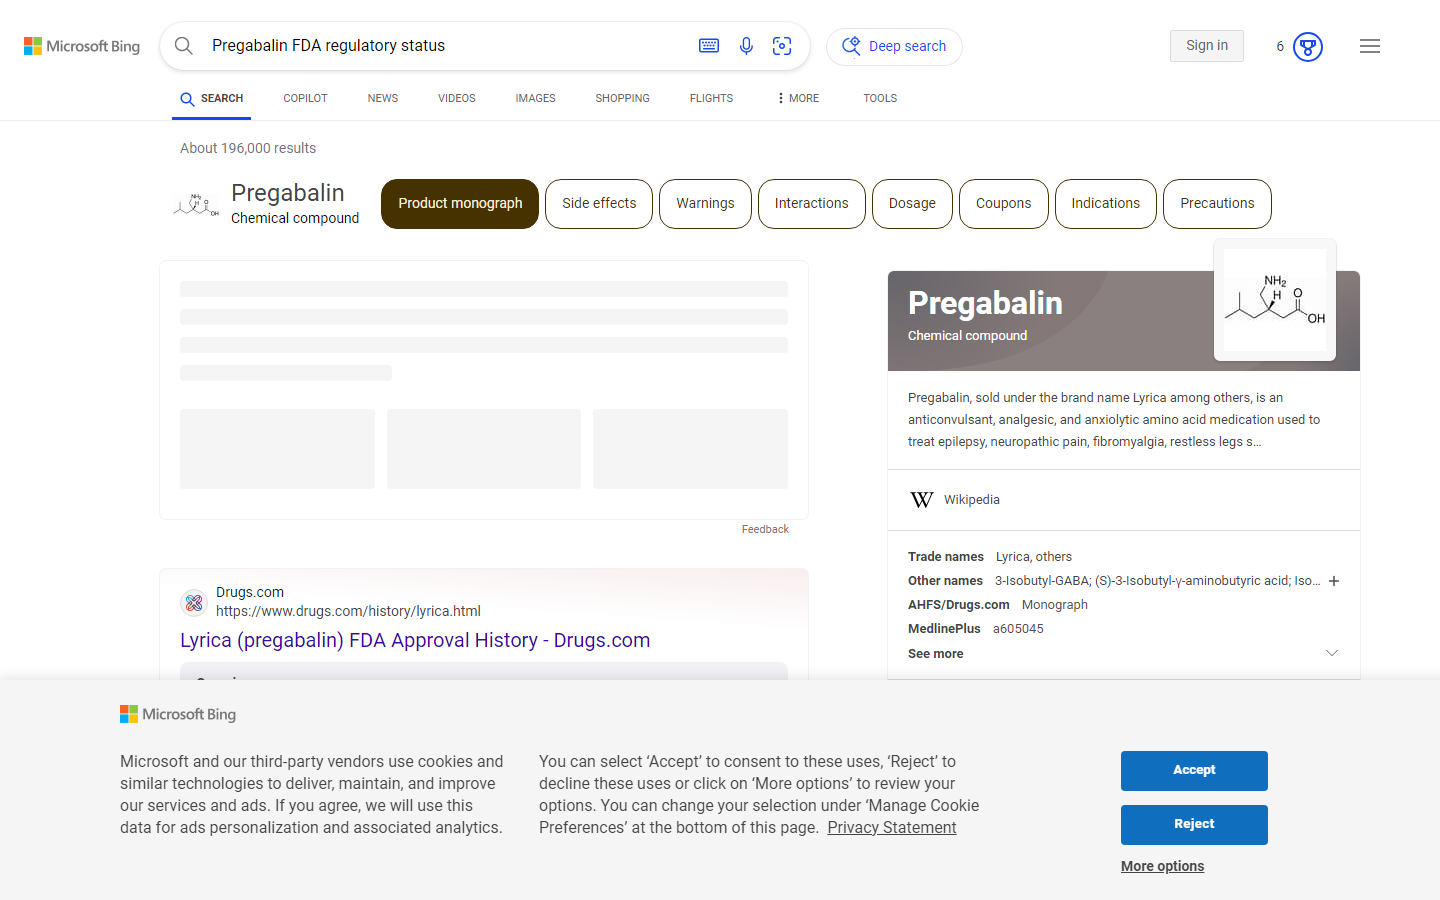 Microsoft Bing
Pregabalin FDA regulatory status
Deep search
Sign in
6
SEARCH
COPILOT
NEWS
VIDEOS
IMAGES
SHOPPING
FLIGHTS
MORE
TOOLS
About 196,000 results
Pregabalin
Chemical compound
Product monograph
Side effects
Warnings
Interactions
Dosage
Coupons
Indications
Precautions
Feedback
Drugs.com
https://www.drugs.com/history/lyrica.html
Lyrica (pregabalin) FDA Approval History - Drugs.com
Pregabalin
Chemical compound
NH2
H
O
OH
Pregabalin, sold under the brand name Lyrica among others, is an
anticonvulsant, analgesic, and anxiolytic amino acid medication used to
treat epilepsy, neuropathic pain, fibromyalgia, restless legs s...
W Wikipedia
Trade names Lyrica, others
Other names 3-Isobutyl-GABA; (S)-3-Isobutyl-γ-aminobutyric acid; Iso...
AHFS/Drugs.com Monograph
MedlinePlus a605045
See more
Microsoft Bing
Microsoft and our third-party vendors use cookies and
similar technologies to deliver, maintain, and improve
our services and ads. If you agree, we will use this
data for ads personalization and associated analytics.
You can select ‘Accept’ to consent to these uses, ‘Reject’ to
decline these uses or click on ‘More options’ to review your
options. You can change your selection under ‘Manage Cookie
Preferences’ at the bottom of this page. Privacy Statement
Accept
Reject
More options